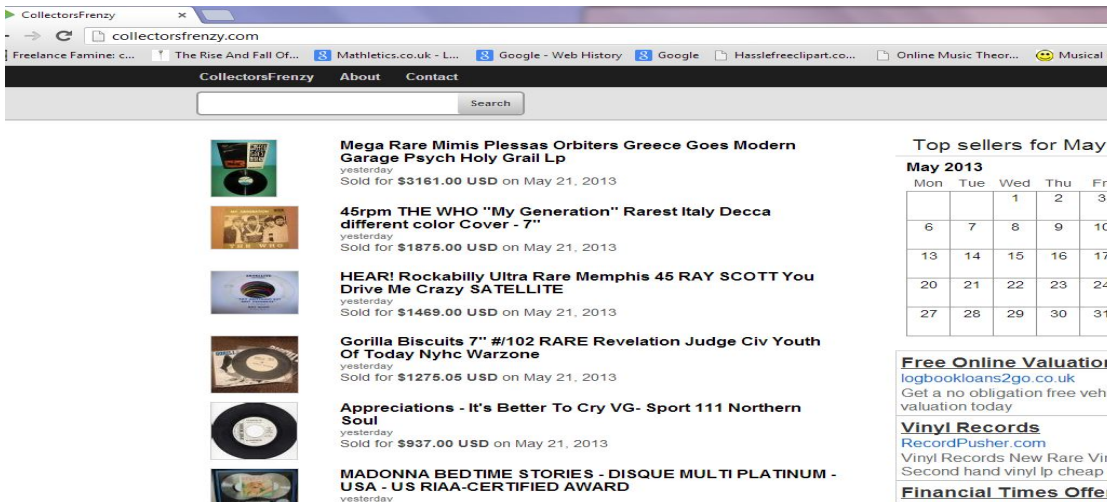 CollectorsFrenzy
collectorsfrenzy.com
Freelance Famine: c... The Rise And Fall Of... Mathletics.co.uk - L... Google - Web History Google Hasslefreeclipart.co... Online Music Theor... Musical
CollectorsFrenzy About Contact
Search
Mega Rare Mimis Plessas Orbiters Greece Goes Modern
Garage Psych Holy Grail Lp
yesterday
Sold for $3161.00 USD on May 21, 2013
45rpm THE WHO "My Generation" Rarest Italy Decca
different color Cover - 7"
yesterday
Sold for $1875.00 USD on May 21, 2013
HEAR! Rockabilly Ultra Rare Memphis 45 RAY SCOTT You
Drive Me Crazy SATELLITE
yesterday
Sold for $1469.00 USD on May 21, 2013
Gorilla Biscuits 7" #/102 RARE Revelation Judge Civ Youth
Of Today Nyhc Warzone
yesterday
Sold for $1275.05 USD on May 21, 2013
Appreciations - It's Better To Cry VG- Sport 111 Northern
Soul
yesterday
Sold for $937.00 USD on May 21, 2013
MADONNA BEDTIME STORIES - DISQUE MULTI PLATINUM -
USA - US RIAA-CERTIFIED AWARD
yesterday
Top sellers for May
May 2013
Mon Tue Wed Thu Fr
1 2 3
6 7 8 9 10
13 14 15 16 17
20 21 22 23 24
27 28 29 30 31
Free Online Valuation
logbookloans2go.co.uk
Get a no obligation free veh
valuation today
Vinyl Records
RecordPusher.com
Vinyl Records New Rare Vin
Second hand vinyl lp cheap
Financial Times Offe